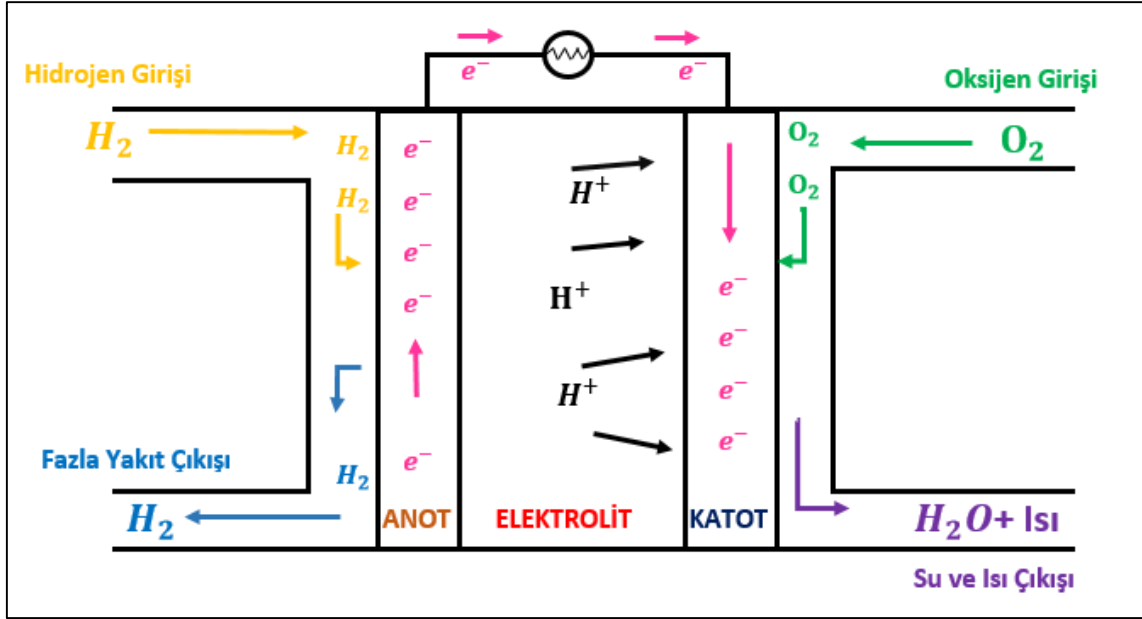 e⁻ e⁻
Hidrojen Girişi
Oksijen Girişi
H₂
H₂
e⁻
O₂
O₂
H₂
e⁻
H⁺
O₂
e⁻
e⁻
H⁺
e⁻
e⁻
H⁺
e⁻
e⁻
Fazla Yakıt Çıkışı
H₂
e⁻
H₂
ANOT
ELEKTROLİT
KATOT
H₂O+ Isı
Su ve Isı Çıkışı